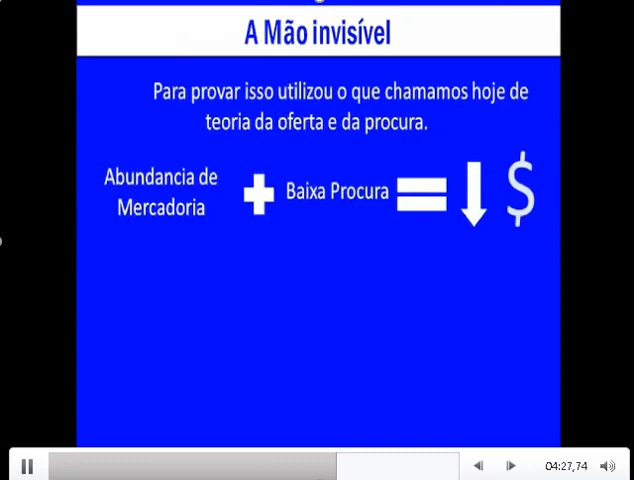 A Mão invisível
Para provar isso utilizou o que chamamos hoje de
teoria da oferta e da procura.
Abundancia de
Mercadoria
Baixa Procura
$
04:27,74